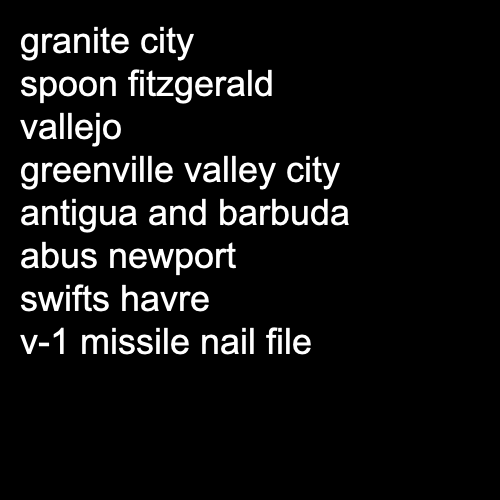 granite city
spoon fitzgerald
vallejo
greenville valley city
antigua and barbuda
abus newport
swifts havre
v-1 missile nail file